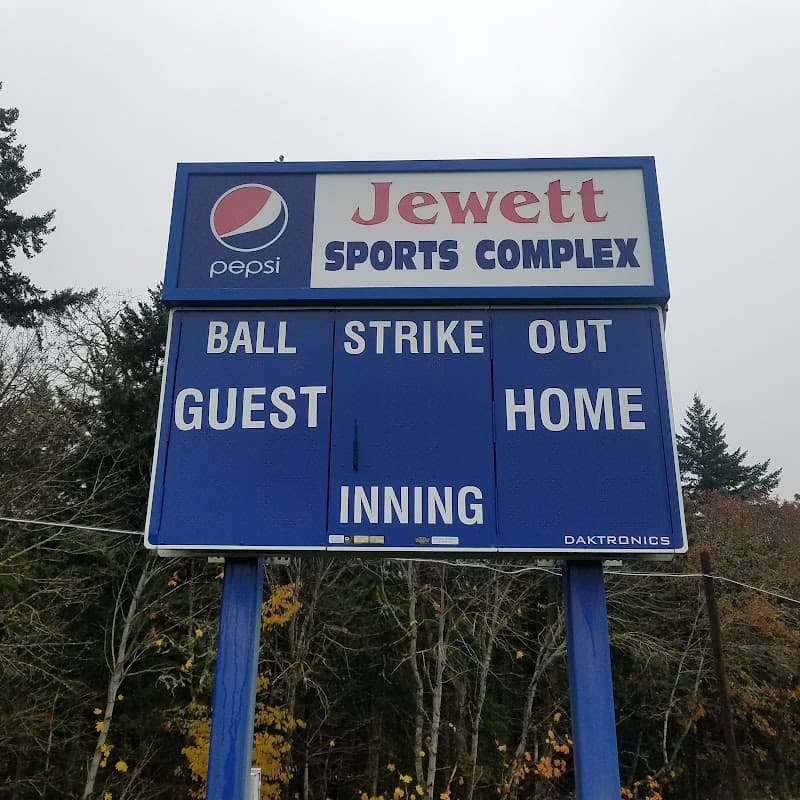 pepsi
Jewett
SPORTS COMPLEX
BALL STRIKE OUT
GUEST HOME
INNING
DAKTRONICS